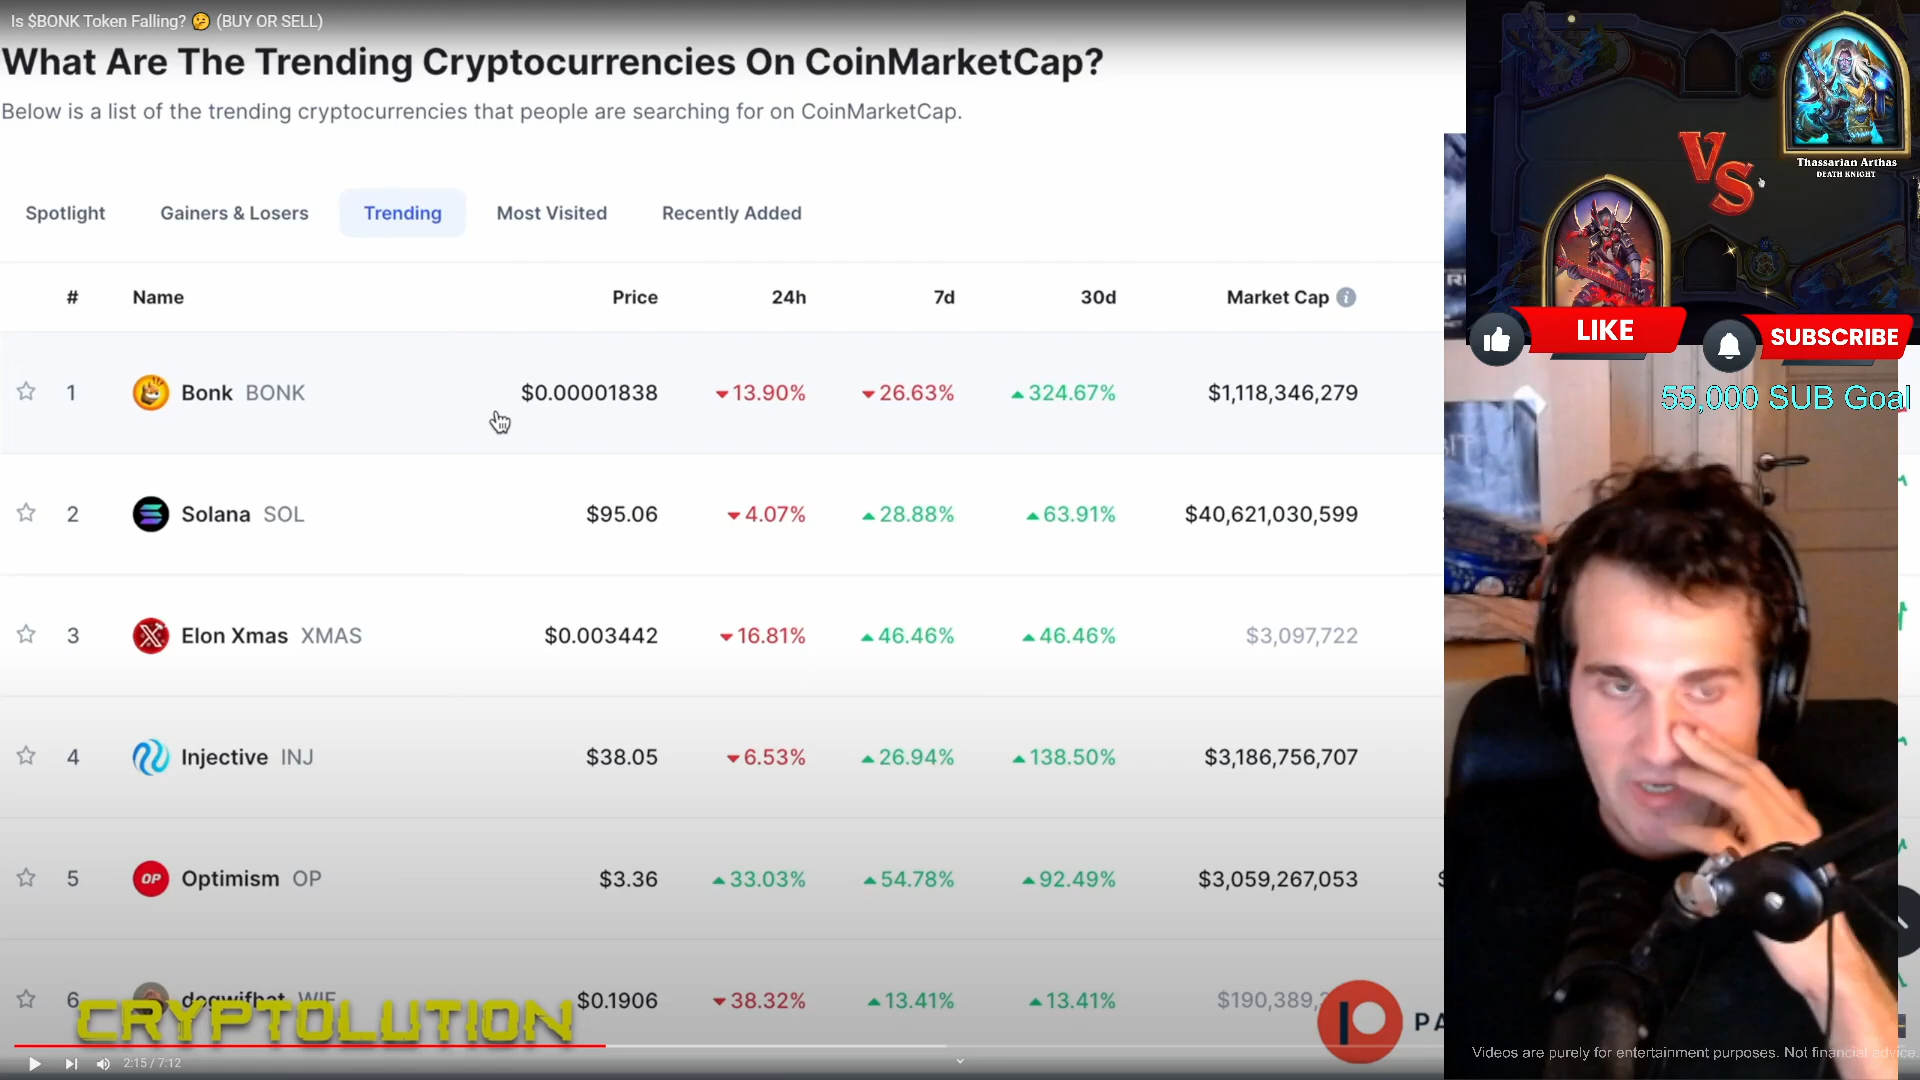 Is $BONK Token Falling? 🤔 (BUY OR SELL)
What Are The Trending Cryptocurrencies On CoinMarketCap?
Below is a list of the trending cryptocurrencies that people are searching for on CoinMarketCap.
Spotlight Gainers & Losers Trending Most Visited Recently Added
# Name Price 24h 7d 30d Market Cap
1 Bonk BONK $0.00001838 13.90% 26.63% 324.67% $1,118,346,279
2 Solana SOL $95.06 4.07% 28.88% 63.91% $40,621,030,599
3 Elon Xmas XMAS $0.003442 16.81% 46.46% 46.46% $3,097,722
4 Injective INJ $38.05 6.53% 26.94% 138.50% $3,186,756,707
5 OP Optimism OP $3.36 33.03% 54.78% 92.49% $3,059,267,053
6 dogwifhat WIF $0.1906 38.32% 13.41% 13.41% $190,389,
CRYPTOLUTION
PA
2:15 / 7:12
VS
Thassarian Arthas
DEATH KNIGHT
LIKE
SUBSCRIBE
55,000 SUB Goal
Videos are purely for entertainment purposes. Not financial advice.